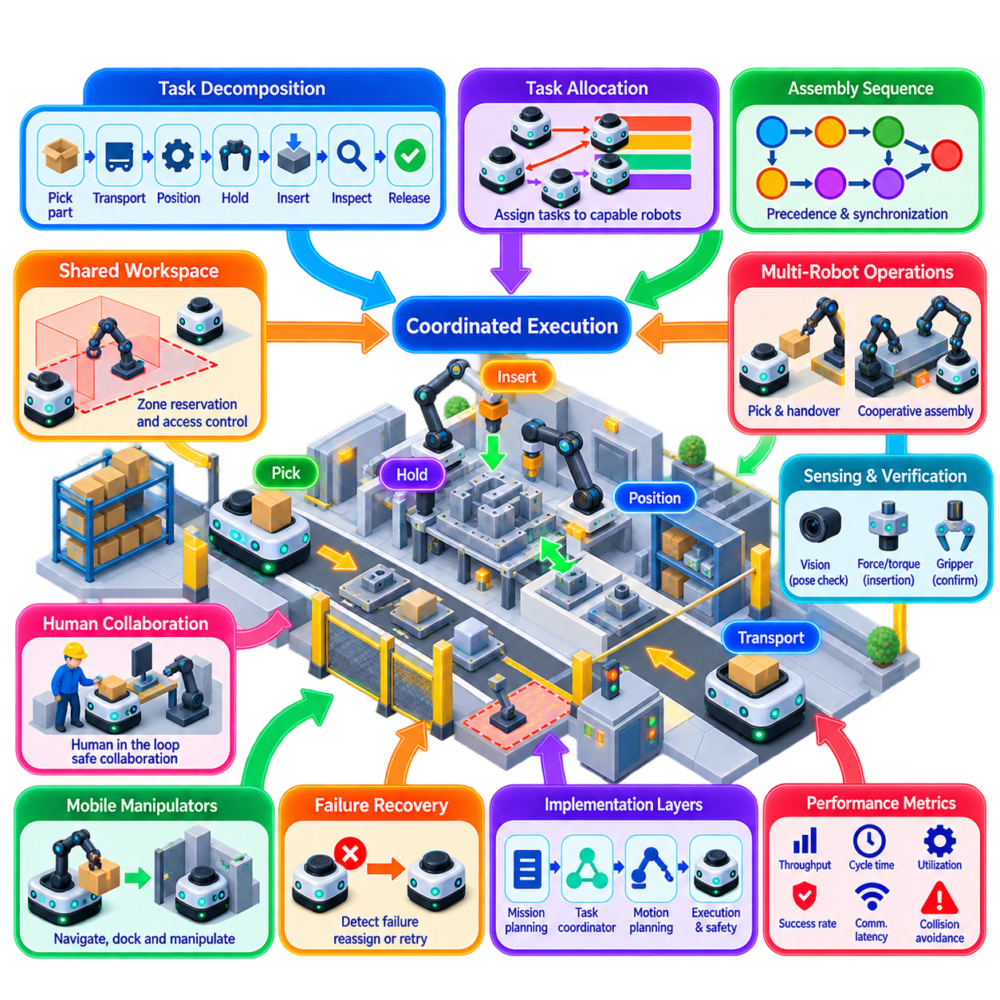 Task Decomposition
Pick
part
Transport
Position
Hold
Insert
Inspect
Release
Task Allocation
Assign tasks to capable robots
Assembly Sequence
Precedence & synchronization
Shared Workspace
Zone reservation
and access control
Coordinated Execution
Multi-Robot Operations
Pick & handover
Cooperative assembly
Insert
Pick
Hold
Position
Transport
Sensing & Verification
Vision
(pose check)
Force/torque
(insertion)
Gripper
(confirm)
Human Collaboration
Human in the loop
safe collaboration
Mobile Manipulators
Navigate, dock and manipulate
Failure Recovery
Detect failure
reassign or retry
Implementation Layers
Mission
planning
Task
coordinator
Motion
planning
Execution
& safety
Performance Metrics
Throughput
Cycle time
Utilization
Success rate
Comm.
latency
Collision
avoidance